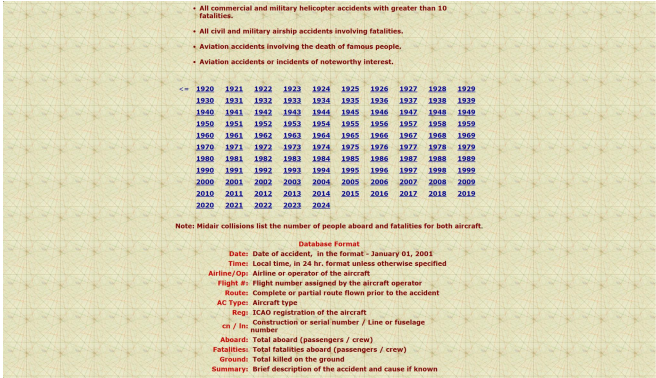 • All commercial and military helicopter accidents with greater than 10
fatalities.
• All civil and military airship accidents involving fatalities.
• Aviation accidents involving the death of famous people.
• Aviation accidents or incidents of noteworthy interest.
<= 1920 1921 1922 1923 1924 1925 1926 1927 1928 1929
1930 1931 1932 1933 1934 1935 1936 1937 1938 1939
1940 1941 1942 1943 1944 1945 1946 1947 1948 1949
1950 1951 1952 1953 1954 1955 1956 1957 1958 1959
1960 1961 1962 1963 1964 1965 1966 1967 1968 1969
1970 1971 1972 1973 1974 1975 1976 1977 1978 1979
1980 1981 1982 1983 1984 1985 1986 1987 1988 1989
1990 1991 1992 1993 1994 1995 1996 1997 1998 1999
2000 2001 2002 2003 2004 2005 2006 2007 2008 2009
2010 2011 2012 2013 2014 2015 2016 2017 2018 2019
2020 2021 2022 2023 2024
Note: Midair collisions list the number of people aboard and fatalities for both aircraft.
Database Format
Date: Date of accident, in the format - January 01, 2001
Time: Local time, in 24 hr. format unless otherwise specified
Airline/Op: Airline or operator of the aircraft
Flight #: Flight number assigned by the aircraft operator
Route: Complete or partial route flown prior to the accident
AC Type: Aircraft type
Reg: ICAO registration of the aircraft
cn / ln: Construction or serial number / Line or fuselage
number
Aboard: Total aboard (passengers / crew)
Fatalities: Total fatalities aboard (passengers / crew)
Ground: Total killed on the ground
Summary: Brief description of the accident and cause if known